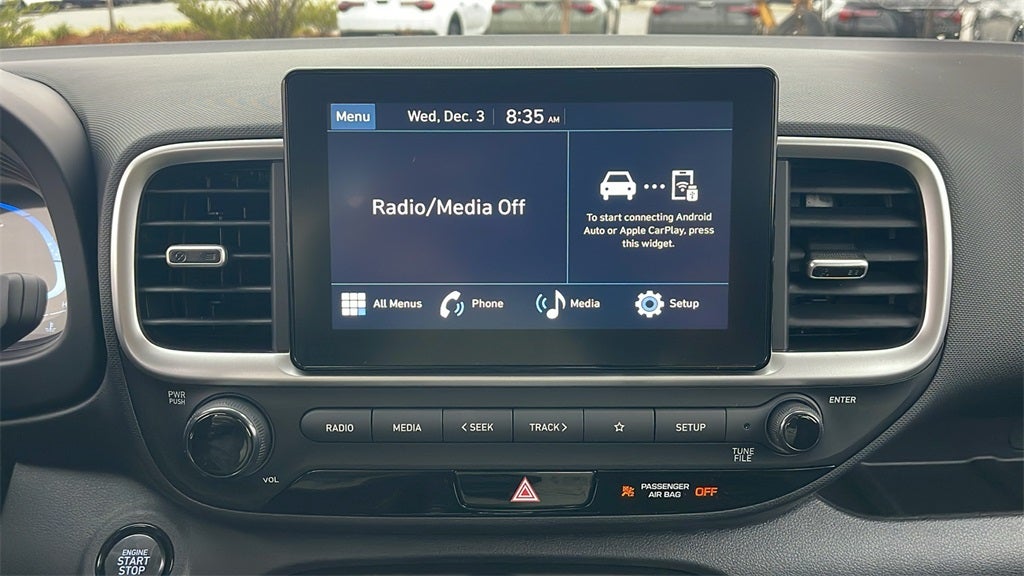 Menu Wed, Dec. 3 8:35 AM
Radio/Media Off
To start connecting Android
Auto or Apple CarPlay, press
this widget.
All Menus Phone Media Setup
PWR
PUSH
VOL
RADIO MEDIA < SEEK TRACK > SETUP
ENTER
TUNE
FILE
PASSENGER
AIR BAG OFF
ENGINE
START
STOP